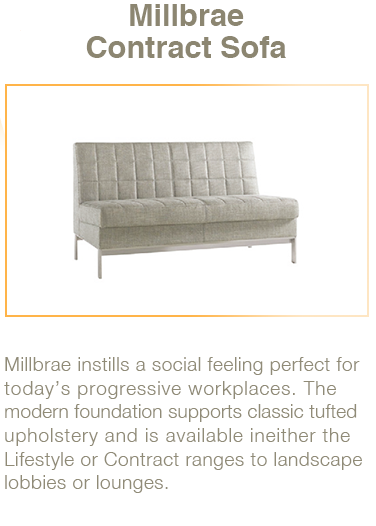 Millbrae
Contract Sofa
Millbrae instills a social feeling perfect for
today's progressive workplaces. The
modern foundation supports classic tufted
upholstery and is available ineither the
Lifestyle or Contract ranges to landscape
lobbies or lounges.